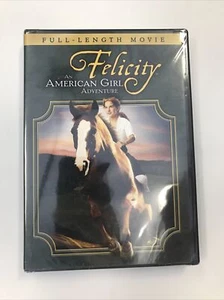 FULL-LENGTH MOVIE
Felicity
AN
AMERICAN GIRL
ADVENTURE